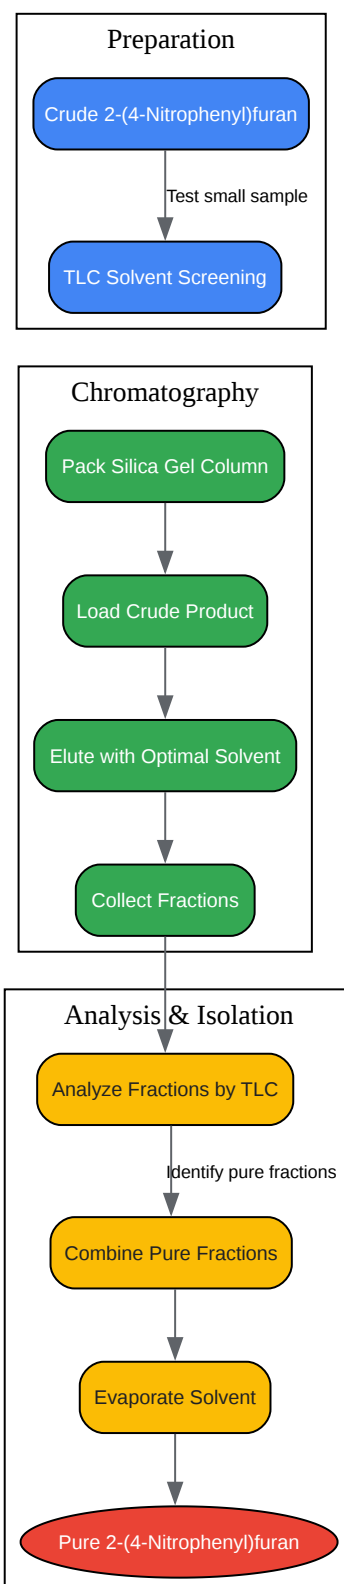 Preparation
Crude 2-(4-Nitrophenyl)furan
Test small sample
TLC Solvent Screening
Chromatography
Pack Silica Gel Column
Load Crude Product
Elute with Optimal Solvent
Collect Fractions
Analysis & Isolation
Analyze Fractions by TLC
Identify pure fractions
Combine Pure Fractions
Evaporate Solvent
Pure 2-(4-Nitrophenyl)furan